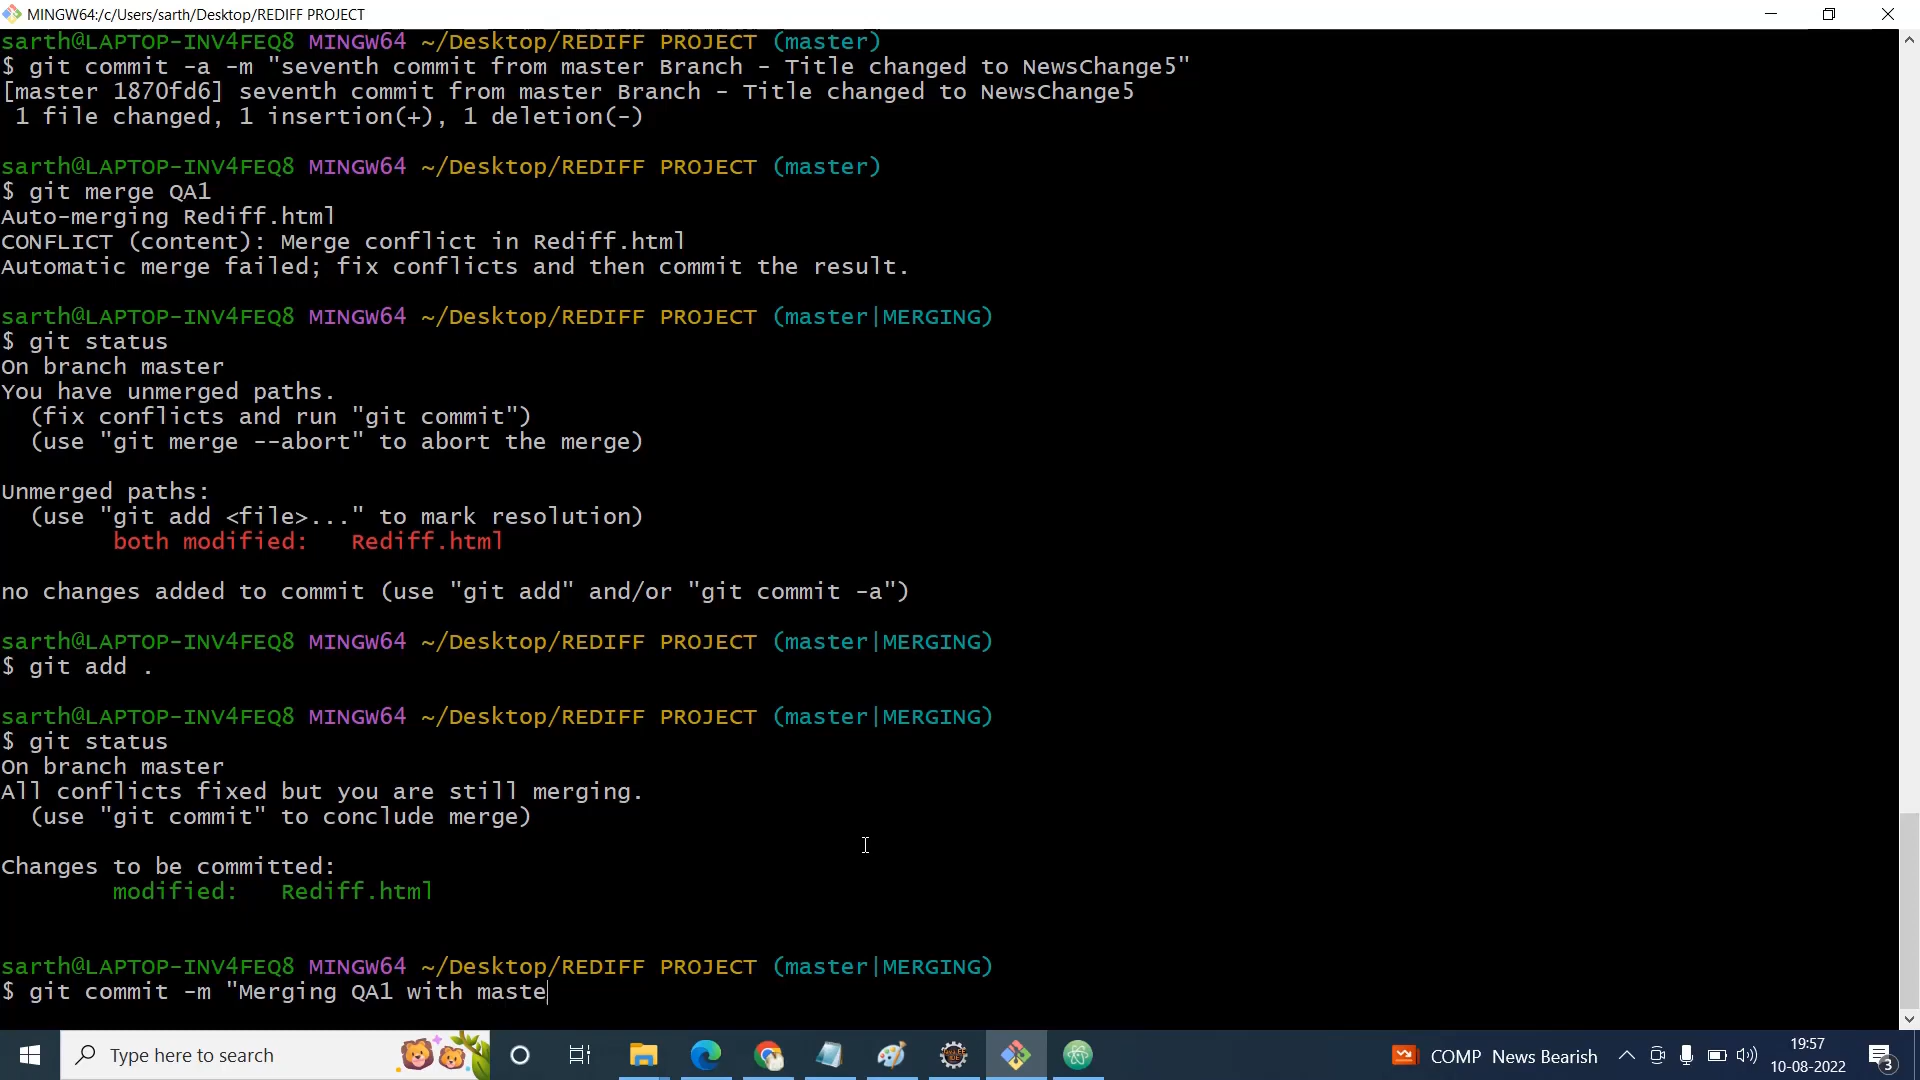 MINGW64:/c/Users/sarth/Desktop/REDIFF PROJECT
sarth@LAPTOP-INV4FEQ8 MINGW64 ~/Desktop/REDIFF PROJECT (master)
$ git commit -a -m "seventh commit from master Branch - Title changed to NewsChange5"
[master 1870fd6] seventh commit from master Branch - Title changed to NewsChange5
 1 file changed, 1 insertion(+), 1 deletion(-)
sarth@LAPTOP-INV4FEQ8 MINGW64 ~/Desktop/REDIFF PROJECT (master)
$ git merge QA1
Auto-merging Rediff.html
CONFLICT (content): Merge conflict in Rediff.html
Automatic merge failed; fix conflicts and then commit the result.
sarth@LAPTOP-INV4FEQ8 MINGW64 ~/Desktop/REDIFF PROJECT (master|MERGING)
$ git status
On branch master
You have unmerged paths.
  (fix conflicts and run "git commit")
  (use "git merge --abort" to abort the merge)
Unmerged paths:
  (use "git add <file>..." to mark resolution)
        both modified:   Rediff.html
no changes added to commit (use "git add" and/or "git commit -a")
sarth@LAPTOP-INV4FEQ8 MINGW64 ~/Desktop/REDIFF PROJECT (master|MERGING)
$ git add .
sarth@LAPTOP-INV4FEQ8 MINGW64 ~/Desktop/REDIFF PROJECT (master|MERGING)
$ git status
On branch master
All conflicts fixed but you are still merging.
  (use "git commit" to conclude merge)
Changes to be committed:
        modified:   Rediff.html
sarth@LAPTOP-INV4FEQ8 MINGW64 ~/Desktop/REDIFF PROJECT (master|MERGING)
$ git commit -m "Merging QA1 with maste
Type here to search
COMP News Bearish
19:57
10-08-2022
3